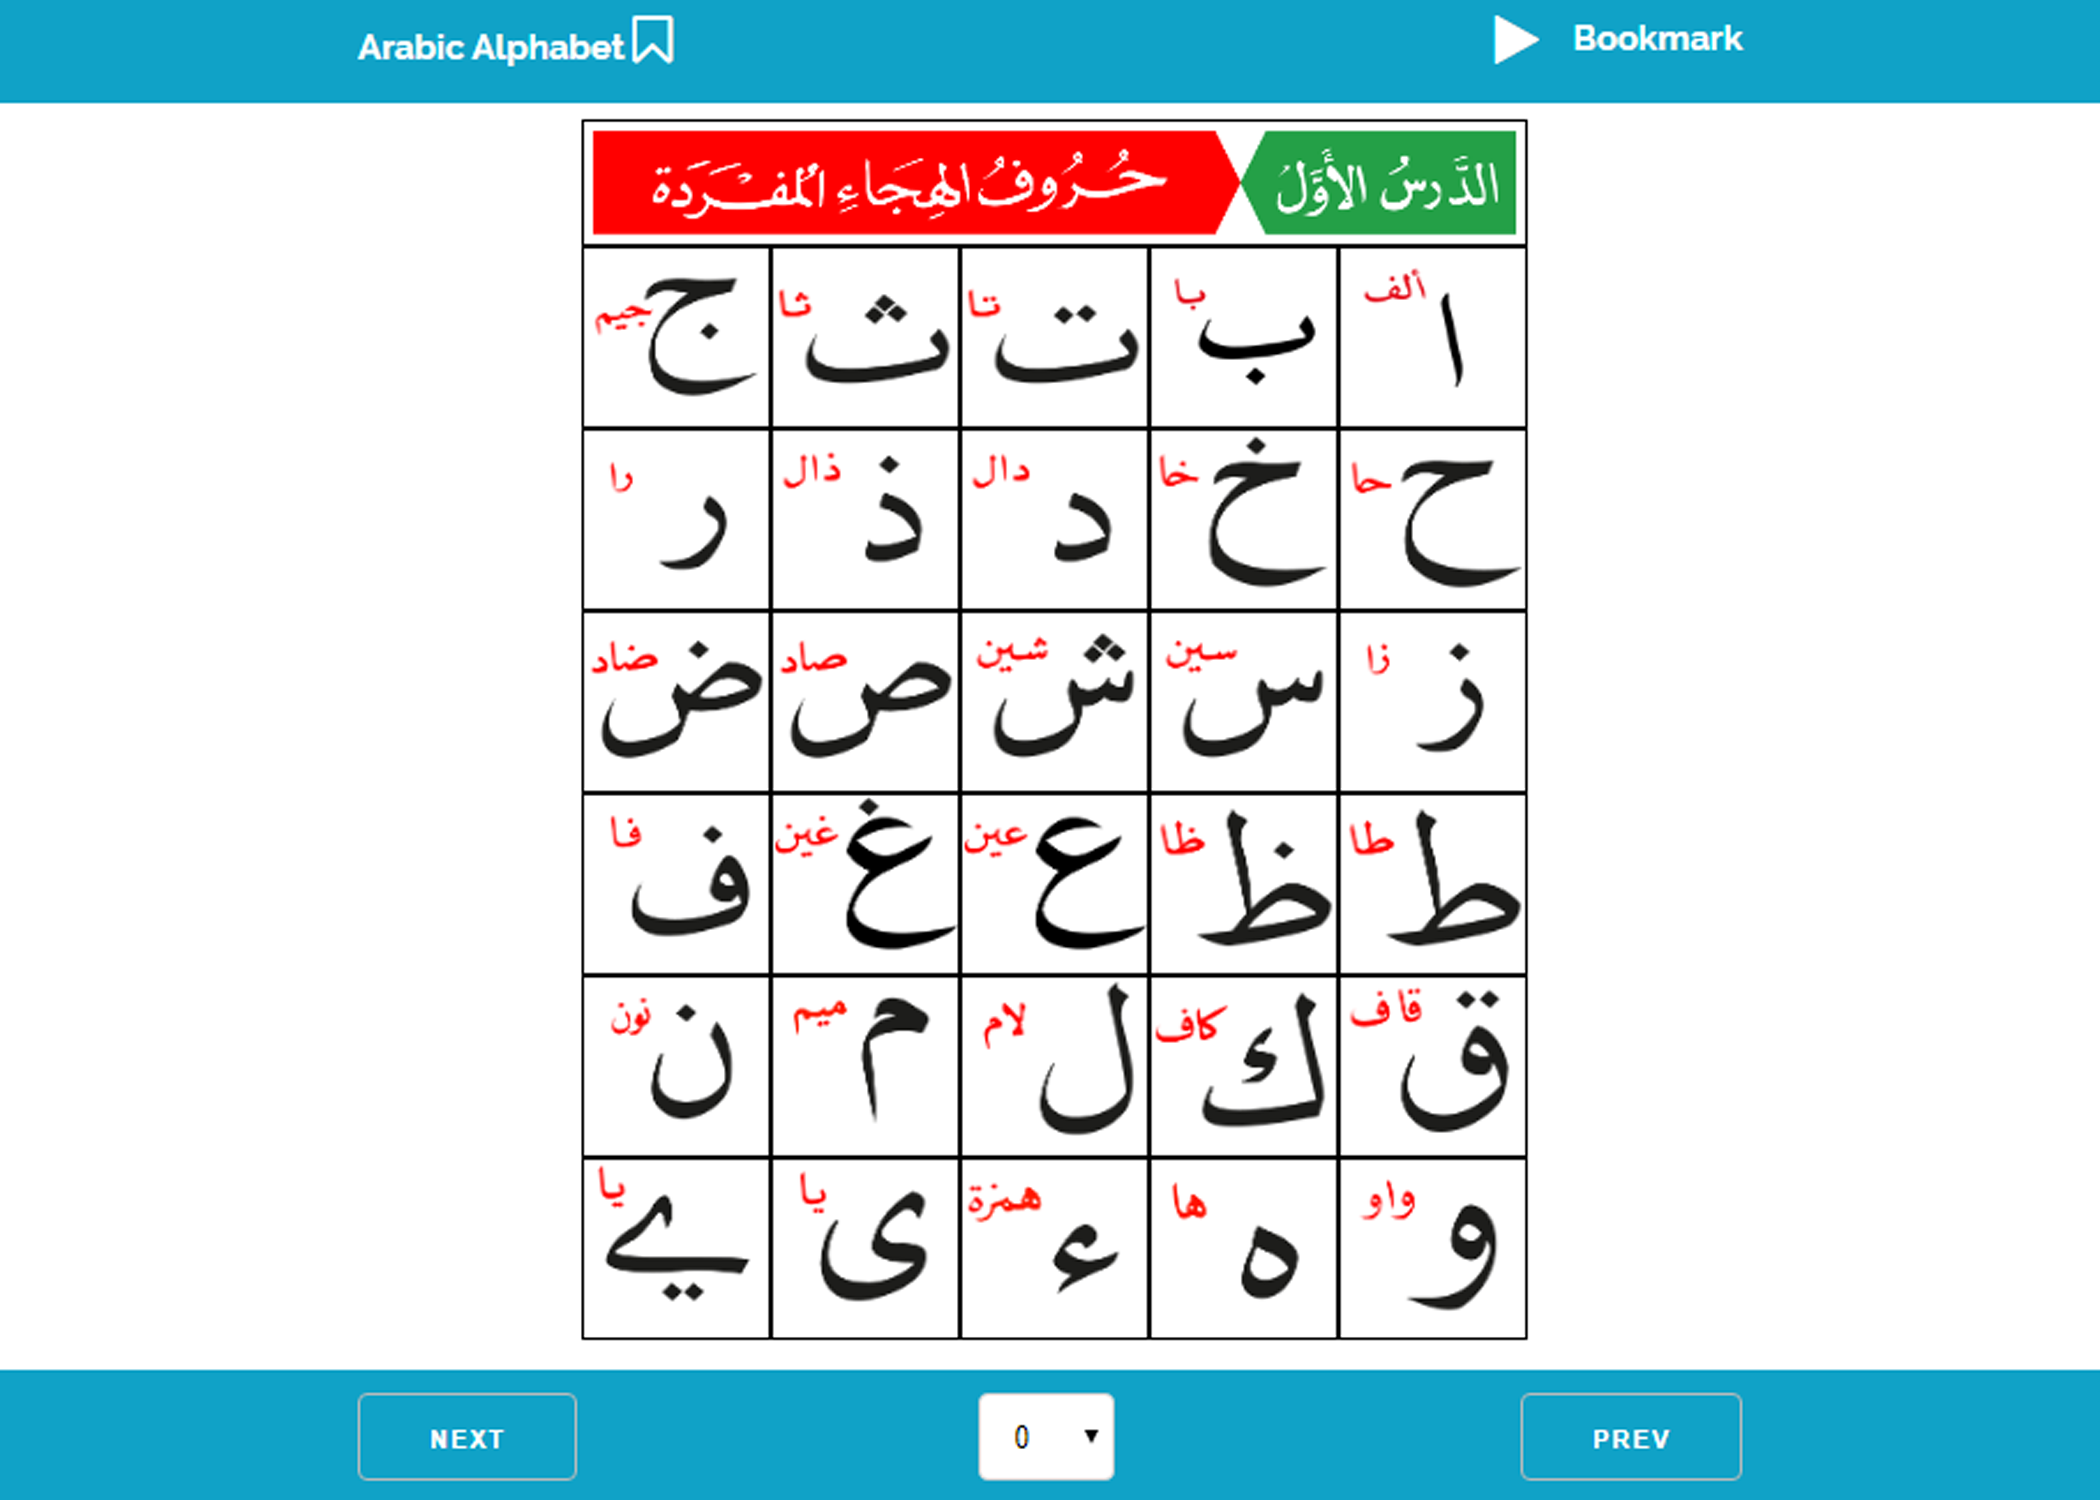 Arabic Alphabet Bookmark
الدَّرسُ الأَوَّلُ حُرُوفُ الهِجَاءِ المُفْرَدَة
ألف ا با ب تا ت ثا ث جيم ج
حا ح خا خ دال د ذال ذ را ر
زا ز سين س شين ش صاد ص ضاد ض
طا ط ظا ظ عين ع غين غ فا ف
قاف ق كاف ك لام ل ميم م نون ن
واو و ها ه همزة ء يا ى يا ے
NEXT 0 PREV